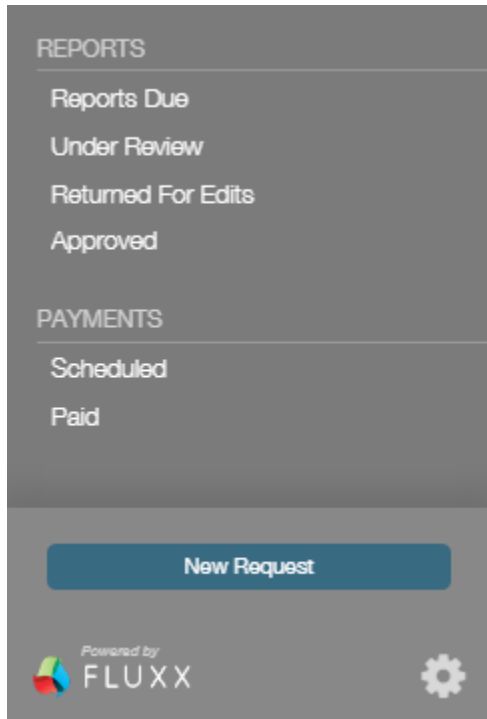 REPORTS
Reports Due
Under Review
Returned For Edits
Approved
PAYMENTS
Scheduled
Paid
New Request
Powered by
FLUXX